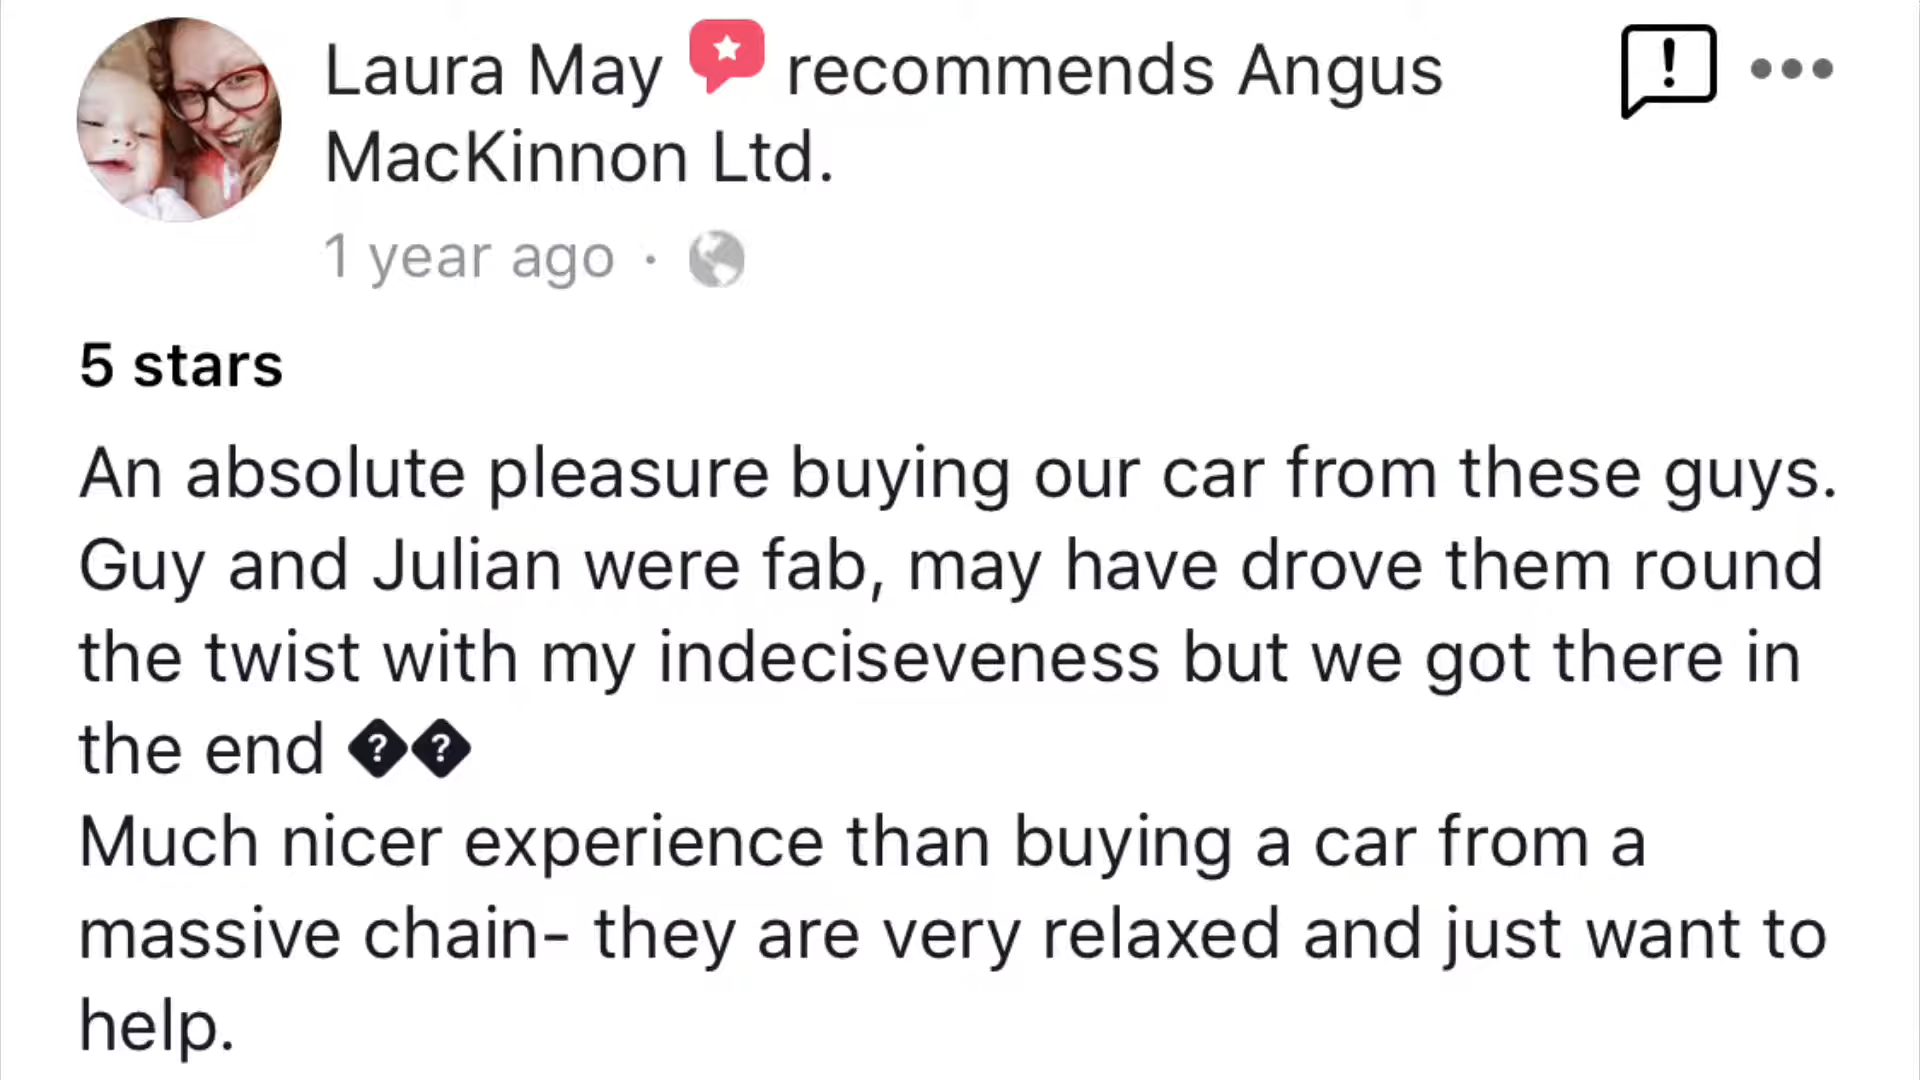 Laura May recommends Angus
MacKinnon Ltd.
1 year ago ·
5 stars
An absolute pleasure buying our car from these guys.
Guy and Julian were fab, may have drove them round
the twist with my indeciseveness but we got there in
the end ��
Much nicer experience than buying a car from a
massive chain- they are very relaxed and just want to
help.